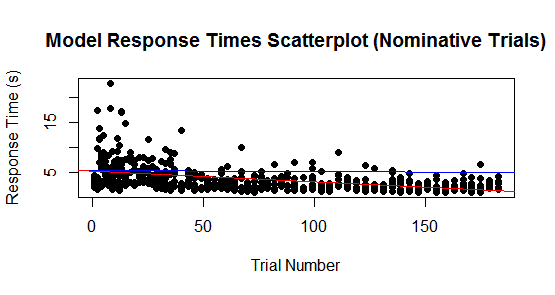 Model Response Times Scatterplot (Nominative Trials)
Response Time (s)
15
5
0 50 100 150
Trial Number